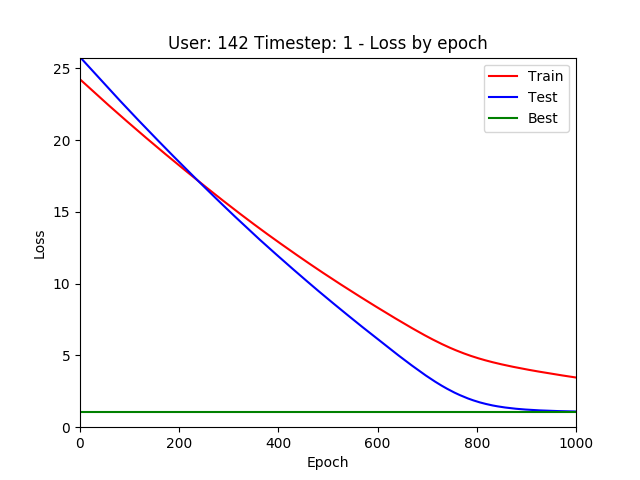 User: 142 Timestep: 1 - Loss by epoch
Train
Test
Best
25
20
15
10
5
0
Loss
0 200 400 600 800 1000
Epoch